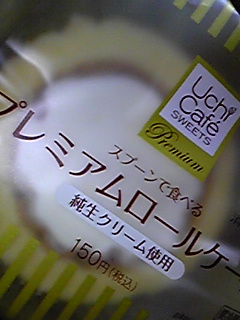 Uchi
Café
SWEETS
Premium
スプーンで食べる
プレミアムロールケー
純生クリーム使用
150円(税込)